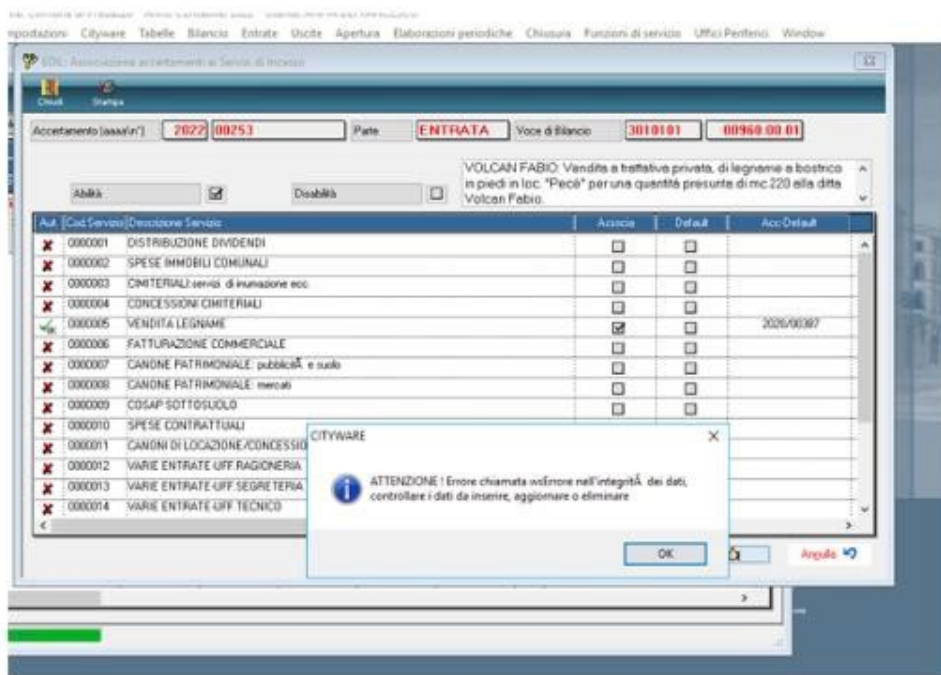 mpostazioni Cityware Tabelle Bilancio Entrate Uscite Apertura Elaborazioni periodiche Chiusura Funzioni di servizio Uffici Periferici Window
EDIL: Associazione accertamenti ai Servizi di Incasso
Chiudi Stampa
Accertamento (aaaa\n°) 2022 00253 Parte ENTRATA Voce di Bilancio 3010101 00960.00.01
VOLCAN FABIO: Vendita a trattativa privata, di legname a bostrico
in piedi in loc. "Pecè" per una quantità presunta di mc.220 alla ditta
Volcan Fabio.
Abilita Disabilita
Aut. Cod.Servizio Descrizione Servizio Associa Default Acc.Default
0000001 DISTRIBUZIONE DIVIDENDI
0000002 SPESE IMMOBILI COMUNALI
0000003 CIMITERIALI: servizi di inumazione ecc.
0000004 CONCESSIONI CIMITERIALI
0000005 VENDITA LEGNAME 2020/00387
0000006 FATTURAZIONE COMMERCIALE
0000007 CANONE PATRIMONIALE: pubblicitÃ e suolo
0000008 CANONE PATRIMONIALE: mercati
0000009 COSAP SOTTOSUOLO
0000010 SPESE CONTRATTUALI
0000011 CANONI DI LOCAZIONE/CONCESSIO
0000012 VARIE ENTRATE-UFF.RAGIONERIA
0000013 VARIE ENTRATE-UFF.SEGRETERIA
0000014 VARIE ENTRATE-UFF TECNICO
CITYWARE
ATTENZIONE ! Errore chiamata wsErrore nell'integritÃ dei dati,
controllare i dati da inserire, aggiornare o eliminare
OK
Annulla